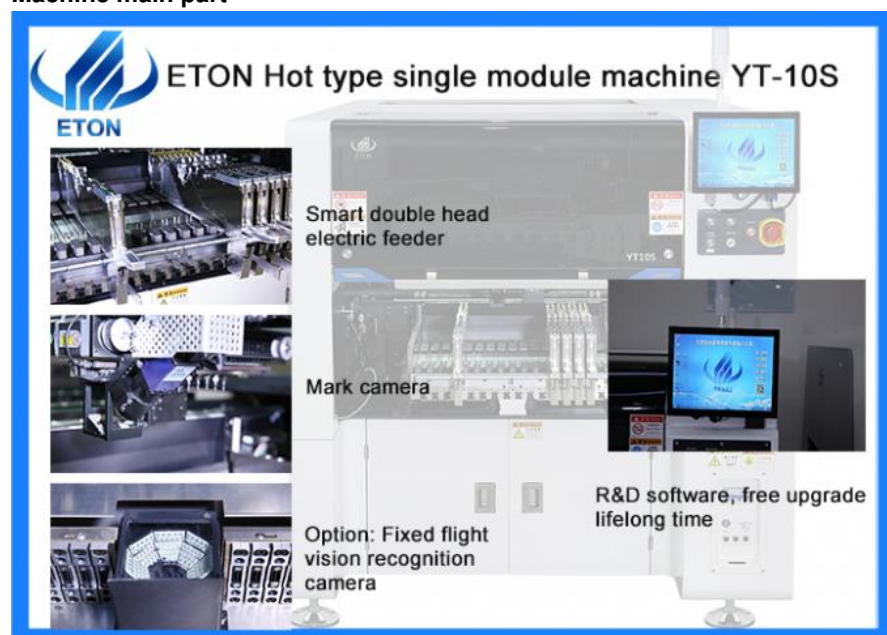 Machine main part
ETON Hot type single module machine YT-10S
ETON
Smart double head
electric feeder
ETON
YT10S
Mark camera
R&D software, free upgrade
lifelong time
Option: Fixed flight
vision recognition
camera